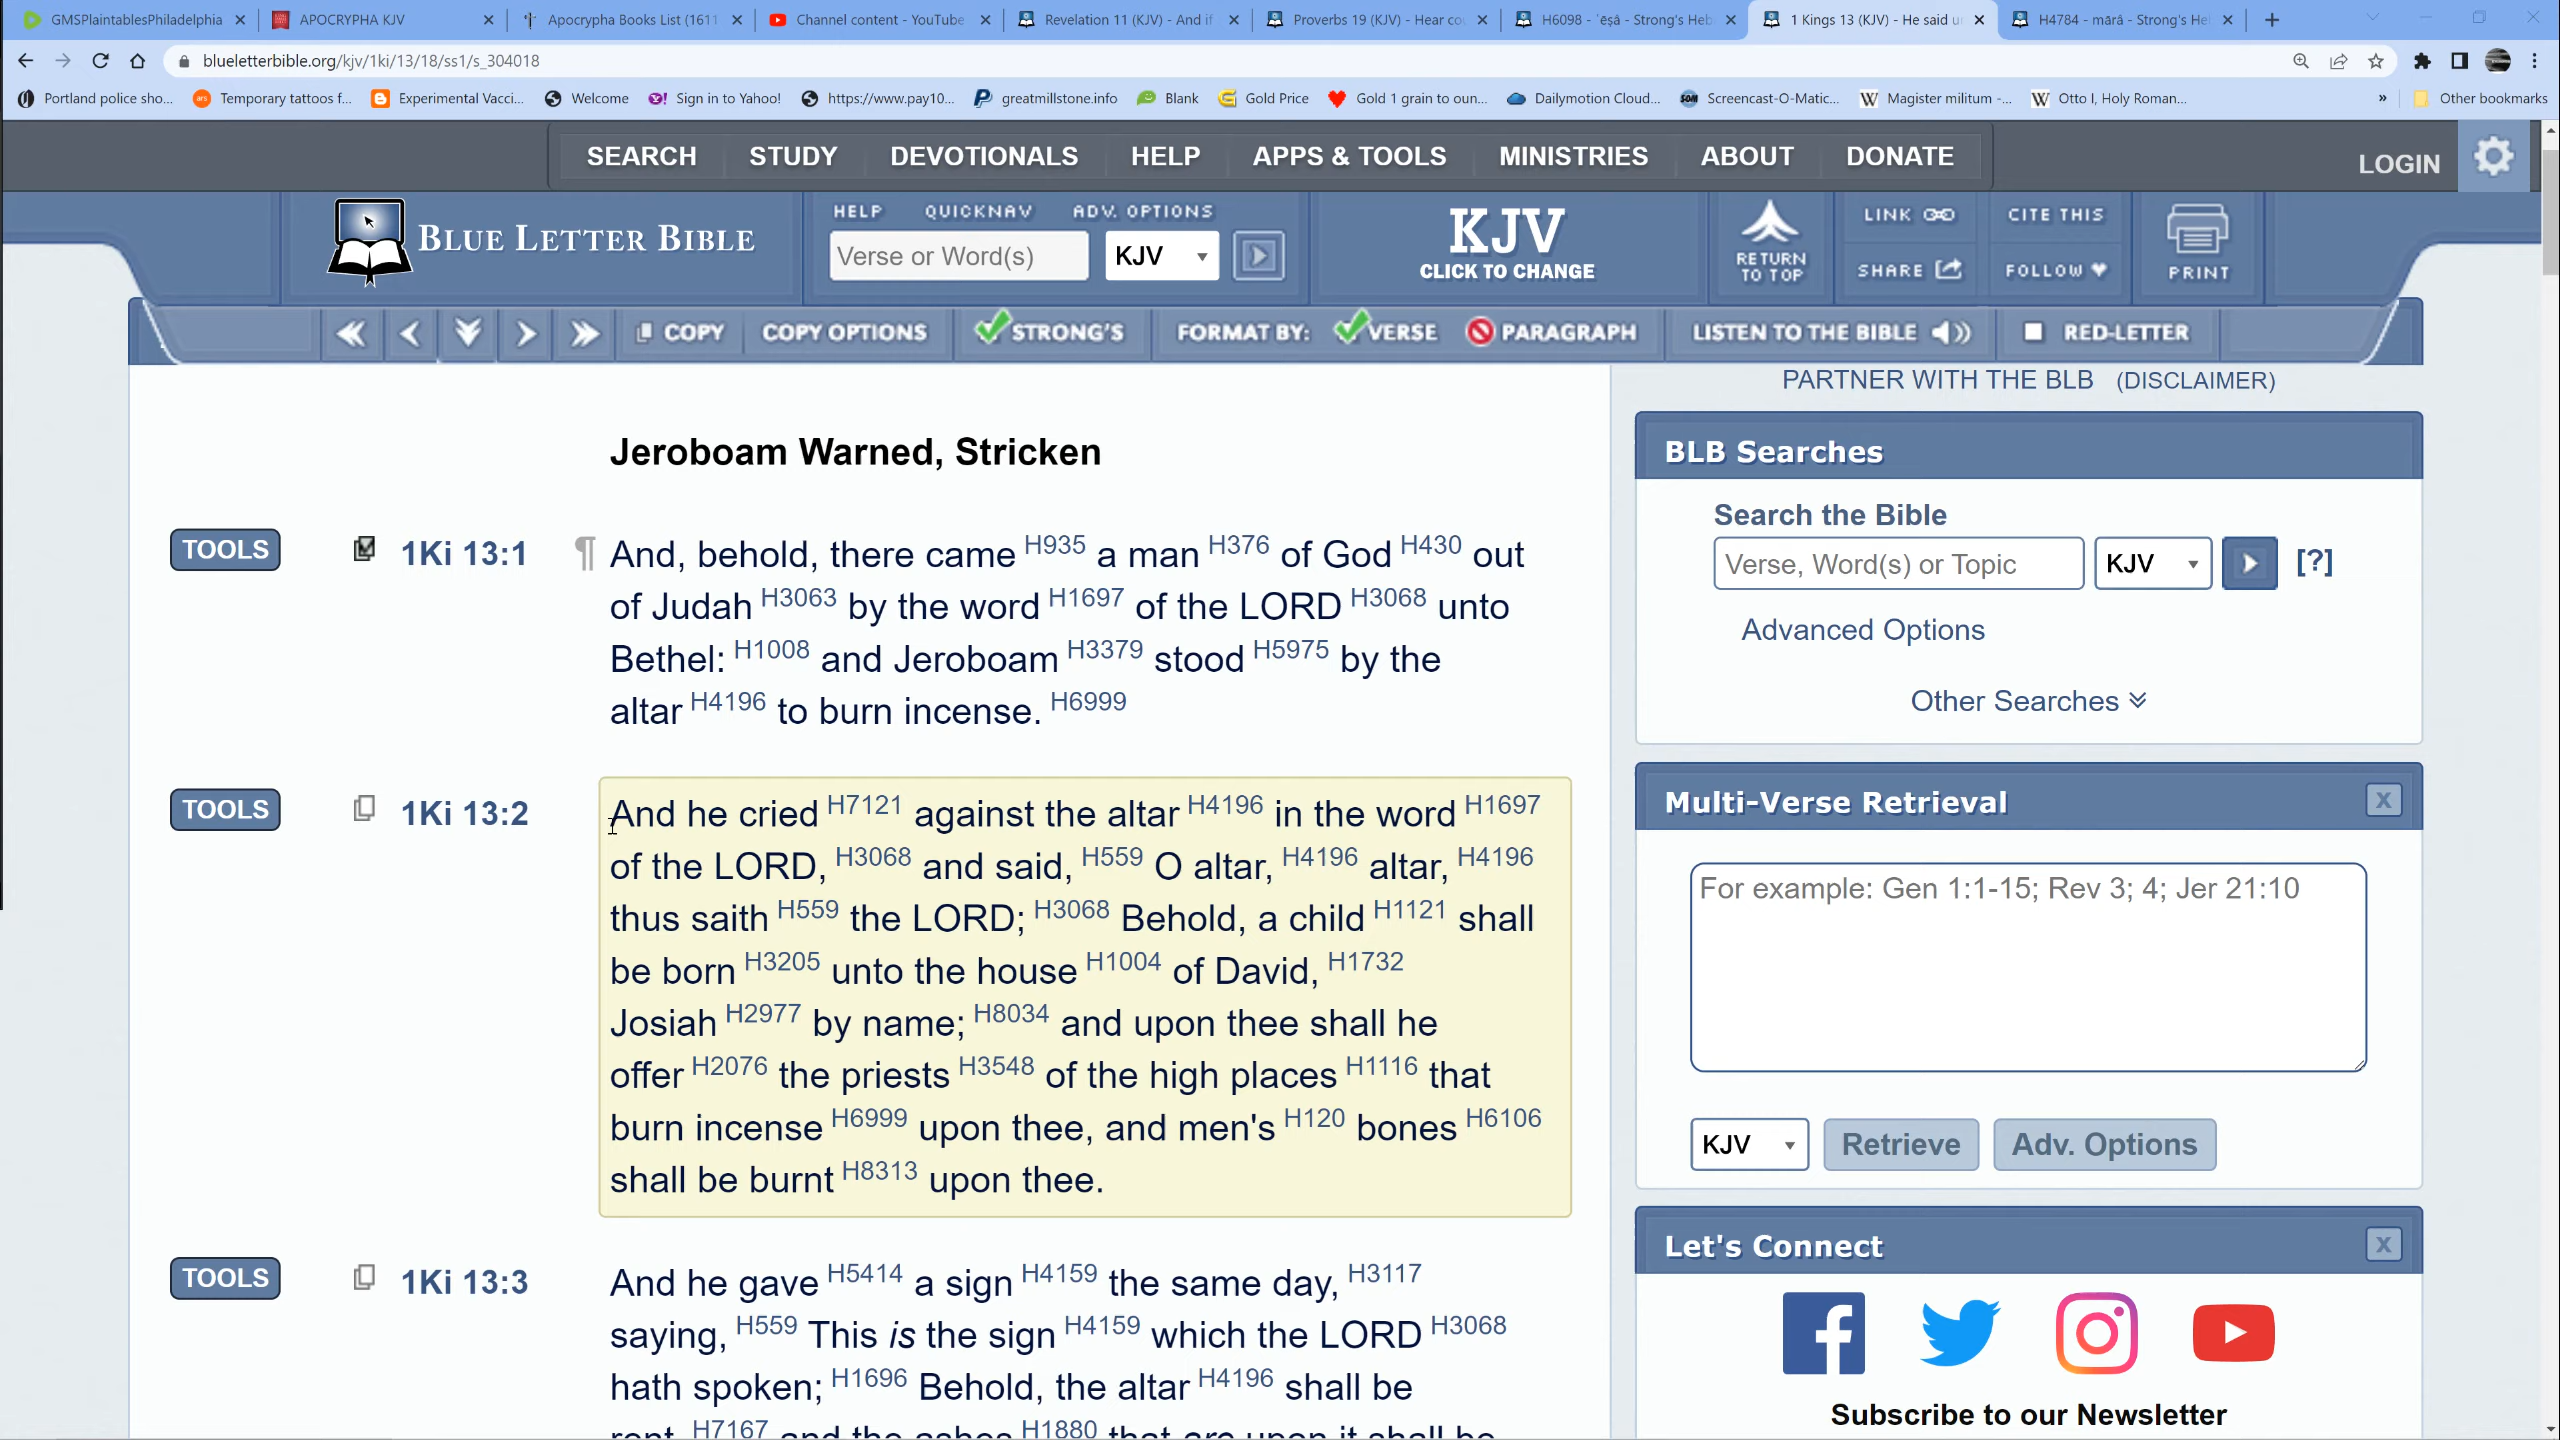 GMSPlaintablesPhiladelphia
APOCRYPHA KJV
Apocrypha Books List (1611
Channel content - YouTube
Revelation 11 (KJV) - And if
Proverbs 19 (KJV) - Hear co
H6098 - ʿēṣâ - Strong's Heb
1 Kings 13 (KJV) - He said u
H4784 - mārâ - Strong's He
blueletterbible.org/kjv/1ki/13/18/ss1/s_304018
Portland police sho...
Temporary tattoos f...
Experimental Vacci...
Welcome
Sign in to Yahoo!
https://www.pay10...
greatmillstone.info
Blank
Gold Price
Gold 1 grain to oun...
Dailymotion Cloud...
Screencast-O-Matic...
Magister militum -...
Otto I, Holy Roman...
»
Other bookmarks
SEARCH STUDY DEVOTIONALS HELP APPS & TOOLS MINISTRIES ABOUT DONATE
LOGIN
BLUE LETTER BIBLE
HELP QUICKNAV ADV. OPTIONS
Verse or Word(s)
KJV
KJV
CLICK TO CHANGE
RETURN
TO TOP
LINK
CITE THIS
SHARE
FOLLOW
PRINT
COPY COPY OPTIONS STRONG'S FORMAT BY: VERSE PARAGRAPH LISTEN TO THE BIBLE RED-LETTER
Jeroboam Warned, Stricken
TOOLS 1Ki 13:1
¶ And, behold, there came H935 a man H376 of God H430 out
of Judah H3063 by the word H1697 of the LORD H3068 unto
Bethel: H1008 and Jeroboam H3379 stood H5975 by the
altar H4196 to burn incense. H6999
TOOLS 1Ki 13:2
And he cried H7121 against the altar H4196 in the word H1697
of the LORD, H3068 and said, H559 O altar, H4196 altar, H4196
thus saith H559 the LORD; H3068 Behold, a child H1121 shall
be born H3205 unto the house H1004 of David, H1732
Josiah H2977 by name; H8034 and upon thee shall he
offer H2076 the priests H3548 of the high places H1116 that
burn incense H6999 upon thee, and men's H120 bones H6106
shall be burnt H8313 upon thee.
TOOLS 1Ki 13:3
And he gave H5414 a sign H4159 the same day, H3117
saying, H559 This is the sign H4159 which the LORD H3068
hath spoken; H1696 Behold, the altar H4196 shall be
rent, H7167 and the ashes H1880 that are upon it shall be
PARTNER WITH THE BLB (DISCLAIMER)
BLB Searches
Search the Bible
Verse, Word(s) or Topic
KJV
[?]
Advanced Options
Other Searches
Multi-Verse Retrieval
X
For example: Gen 1:1-15; Rev 3; 4; Jer 21:10
KJV
Retrieve
Adv. Options
Let's Connect
X
Subscribe to our Newsletter